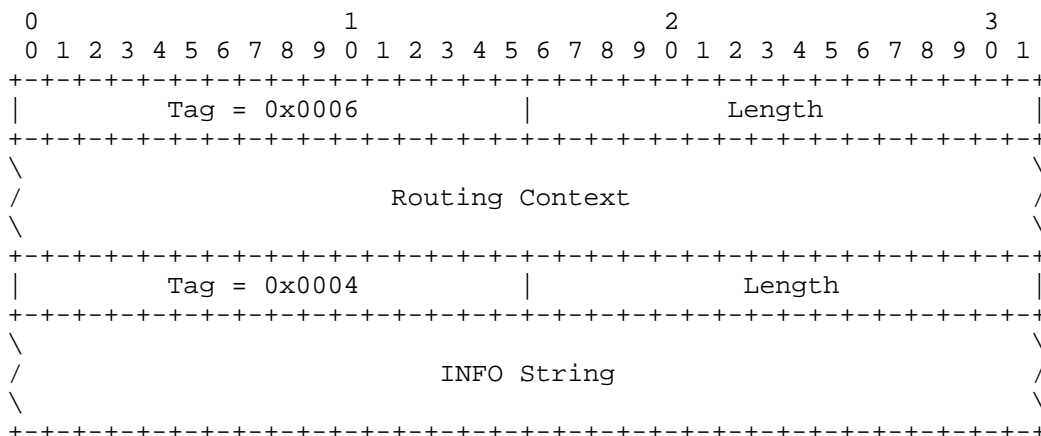 0                   1                   2                   3
 0 1 2 3 4 5 6 7 8 9 0 1 2 3 4 5 6 7 8 9 0 1 2 3 4 5 6 7 8 9 0 1
+-+-+-+-+-+-+-+-+-+-+-+-+-+-+-+-+-+-+-+-+-+-+-+-+-+-+-+-+-+-+-+-+
|         Tag = 0x0006          |            Length             |
+-+-+-+-+-+-+-+-+-+-+-+-+-+-+-+-+-+-+-+-+-+-+-+-+-+-+-+-+-+-+-+-+
\                                                               \
/                       Routing Context                         /
\                                                               \
+-+-+-+-+-+-+-+-+-+-+-+-+-+-+-+-+-+-+-+-+-+-+-+-+-+-+-+-+-+-+-+-+
|         Tag = 0x0004          |             Length            |
+-+-+-+-+-+-+-+-+-+-+-+-+-+-+-+-+-+-+-+-+-+-+-+-+-+-+-+-+-+-+-+-+
\                                                               \
/                          INFO String                          /
\                                                               \
+-+-+-+-+-+-+-+-+-+-+-+-+-+-+-+-+-+-+-+-+-+-+-+-+-+-+-+-+-+-+-+-+